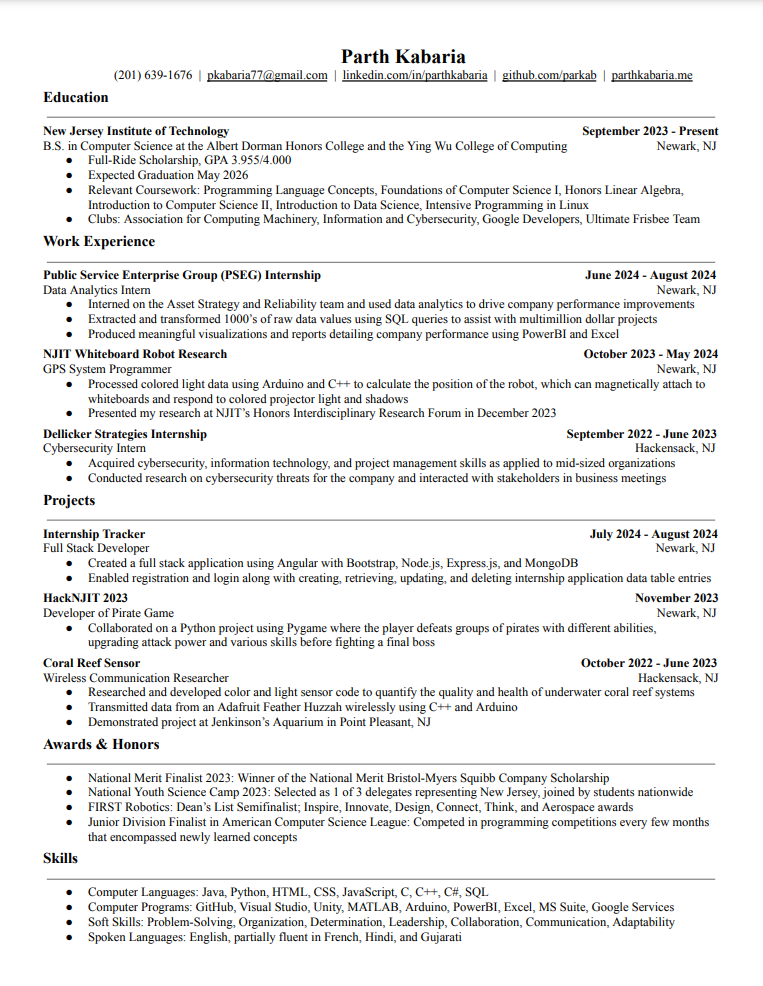 Parth Kabaria
(201) 639-1676 | pkabaria77@gmail.com | linkedin.com/in/parthkabaria | github.com/parkab | parthkabaria.me
Education
New Jersey Institute of Technology September 2023 - Present
B.S. in Computer Science at the Albert Dorman Honors College and the Ying Wu College of Computing Newark, NJ
● Full-Ride Scholarship, GPA 3.955/4.000
● Expected Graduation May 2026
● Relevant Coursework: Programming Language Concepts, Foundations of Computer Science I, Honors Linear Algebra,
Introduction to Computer Science II, Introduction to Data Science, Intensive Programming in Linux
● Clubs: Association for Computing Machinery, Information and Cybersecurity, Google Developers, Ultimate Frisbee Team
Work Experience
Public Service Enterprise Group (PSEG) Internship June 2024 - August 2024
Data Analytics Intern Newark, NJ
● Interned on the Asset Strategy and Reliability team and used data analytics to drive company performance improvements
● Extracted and transformed 1000’s of raw data values using SQL queries to assist with multimillion dollar projects
● Produced meaningful visualizations and reports detailing company performance using PowerBI and Excel
NJIT Whiteboard Robot Research October 2023 - May 2024
GPS System Programmer Newark, NJ
● Processed colored light data using Arduino and C++ to calculate the position of the robot, which can magnetically attach to
whiteboards and respond to colored projector light and shadows
● Presented my research at NJIT’s Honors Interdisciplinary Research Forum in December 2023
Dellicker Strategies Internship September 2022 - June 2023
Cybersecurity Intern Hackensack, NJ
● Acquired cybersecurity, information technology, and project management skills as applied to mid-sized organizations
● Conducted research on cybersecurity threats for the company and interacted with stakeholders in business meetings
Projects
Internship Tracker July 2024 - August 2024
Full Stack Developer Newark, NJ
● Created a full stack application using Angular with Bootstrap, Node.js, Express.js, and MongoDB
● Enabled registration and login along with creating, retrieving, updating, and deleting internship application data table entries
HackNJIT 2023 November 2023
Developer of Pirate Game Newark, NJ
● Collaborated on a Python project using Pygame where the player defeats groups of pirates with different abilities,
upgrading attack power and various skills before fighting a final boss
Coral Reef Sensor October 2022 - June 2023
Wireless Communication Researcher Hackensack, NJ
● Researched and developed color and light sensor code to quantify the quality and health of underwater coral reef systems
● Transmitted data from an Adafruit Feather Huzzah wirelessly using C++ and Arduino
● Demonstrated project at Jenkinson’s Aquarium in Point Pleasant, NJ
Awards & Honors
● National Merit Finalist 2023: Winner of the National Merit Bristol-Myers Squibb Company Scholarship
● National Youth Science Camp 2023: Selected as 1 of 3 delegates representing New Jersey, joined by students nationwide
● FIRST Robotics: Dean’s List Semifinalist; Inspire, Innovate, Design, Connect, Think, and Aerospace awards
● Junior Division Finalist in American Computer Science League: Competed in programming competitions every few months
that encompassed newly learned concepts
Skills
● Computer Languages: Java, Python, HTML, CSS, JavaScript, C, C++, C#, SQL
● Computer Programs: GitHub, Visual Studio, Unity, MATLAB, Arduino, PowerBI, Excel, MS Suite, Google Services
● Soft Skills: Problem-Solving, Organization, Determination, Leadership, Collaboration, Communication, Adaptability
● Spoken Languages: English, partially fluent in French, Hindi, and Gujarati